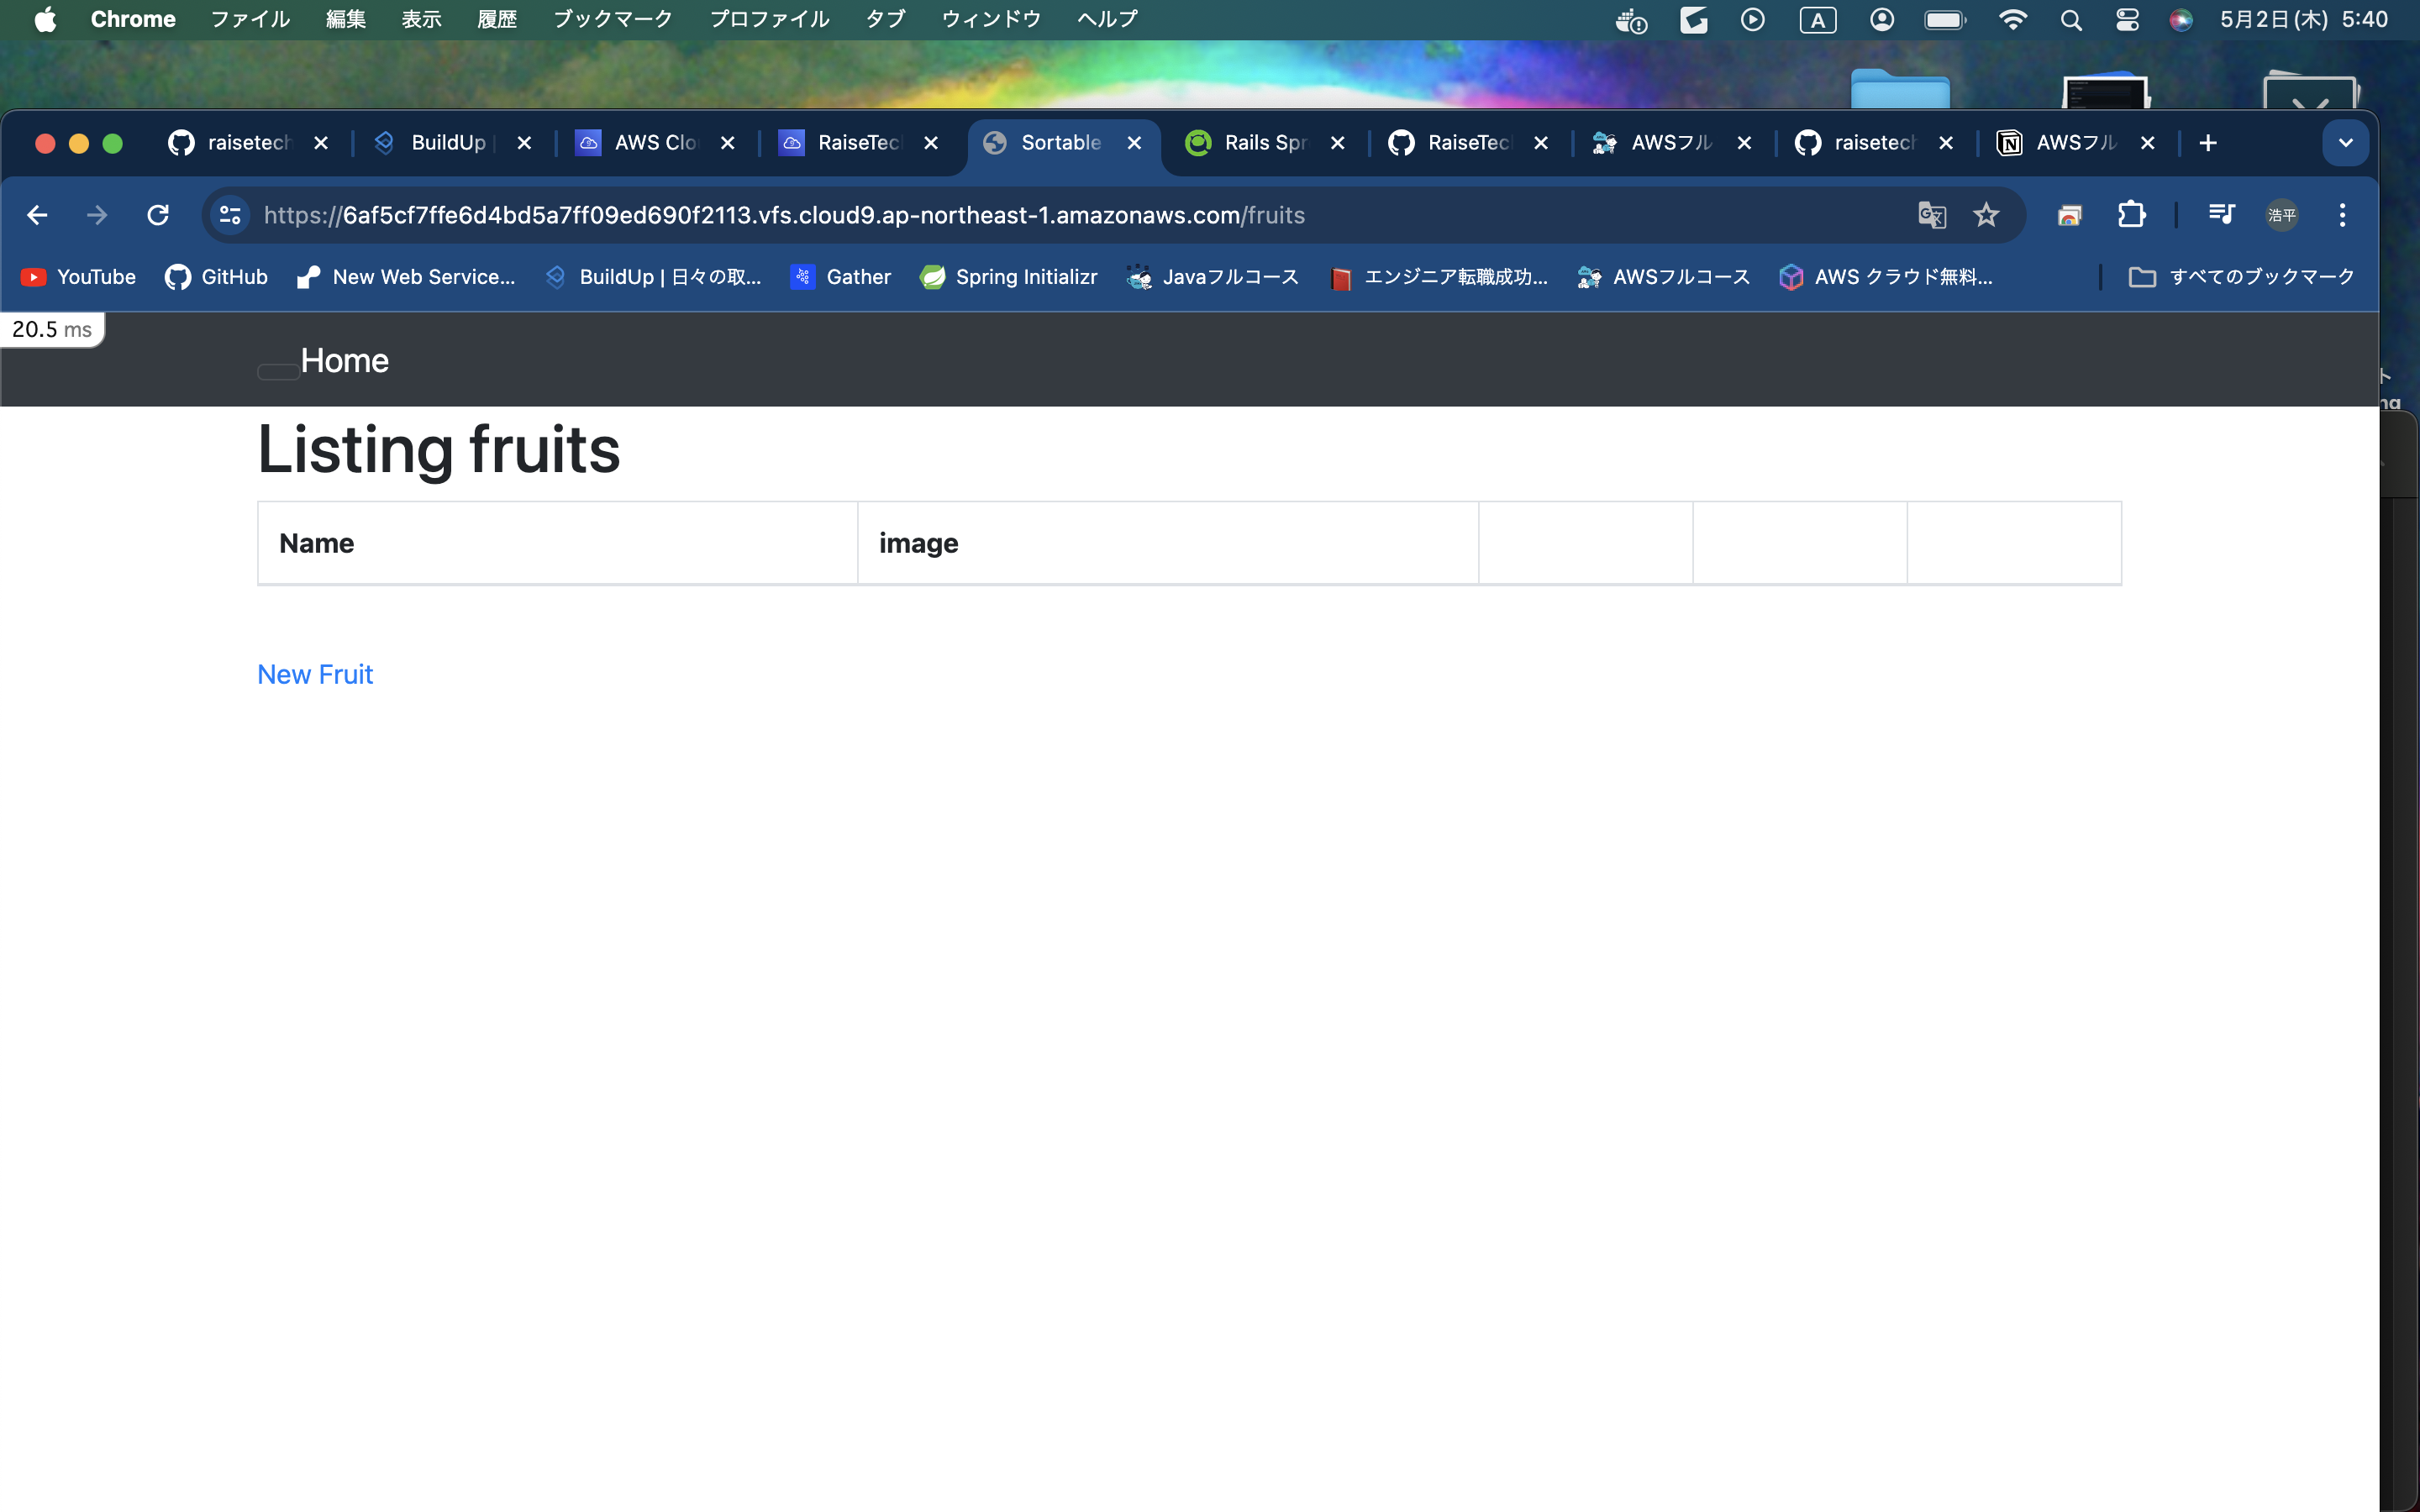 Chrome ファイル 編集 表示 履歴 ブックマーク プロファイル タブ ウィンドウ ヘルプ A 5月2日(木) 5:40
raisetech BuildUp | AWS Clo RaiseTec Sortable Rails Spr RaiseTec AWSフル raisetech AWSフル
https://6af5cf7ffe6d4bd5a7ff09ed690f2113.vfs.cloud9.ap-northeast-1.amazonaws.com/fruits 浩平
YouTube GitHub New Web Service... BuildUp | 日々の取... Gather Spring Initializr Javaフルコース エンジニア転職成功... AWSフルコース AWS クラウド無料... すべてのブックマーク
20.5 ms
Home
ト
ng
Listing fruits
Name image
New Fruit